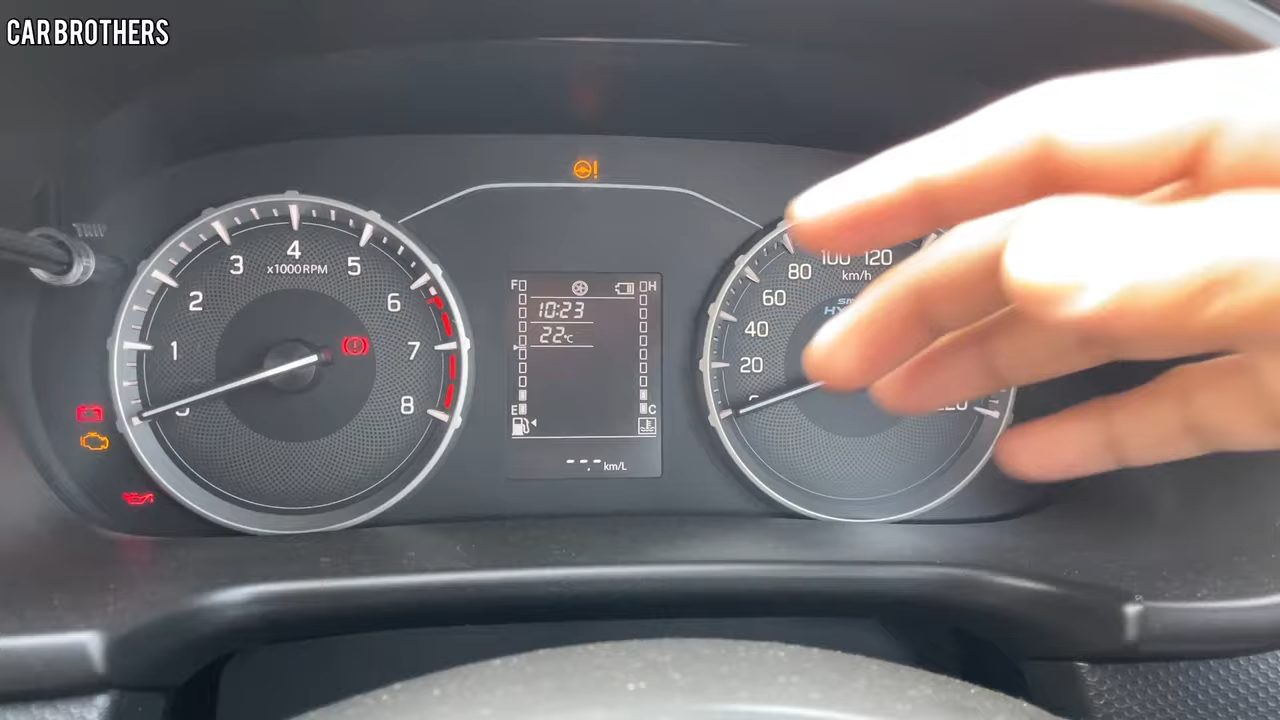 CAR BROTHERS
TRIP
1 2 3 4 5 6 7 8
x1000RPM
F H
10:23
22°C
E C
--.- km/L
20 40 60 80 100 120
km/h